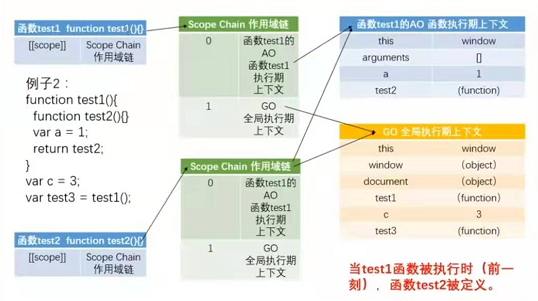 函数test1 function test1(){}
[[scope]] Scope Chain
作用域链
例子2：
function test1(){
function test2(){}
var a = 1;
return test2;
}
var c = 3;
var test3 = test1();
函数test2 function test2(){}
[[scope]] Scope Chain
作用域链
Scope Chain 作用域链
0 函数test1的
AO
函数test1
执行期
上下文
1 GO
全局执行期
上下文
Scope Chain 作用域链
0 函数test1的
AO
函数test1
执行期
上下文
1 GO
全局执行期
上下文
函数test1的AO 函数执行期上下文
this window
arguments []
a 1
test2 (function)
GO 全局执行期上下文
this window
window (object)
document (object)
test1 (function)
c 3
test3 (function)
当test1函数被执行时（前一
刻），函数test2被定义。